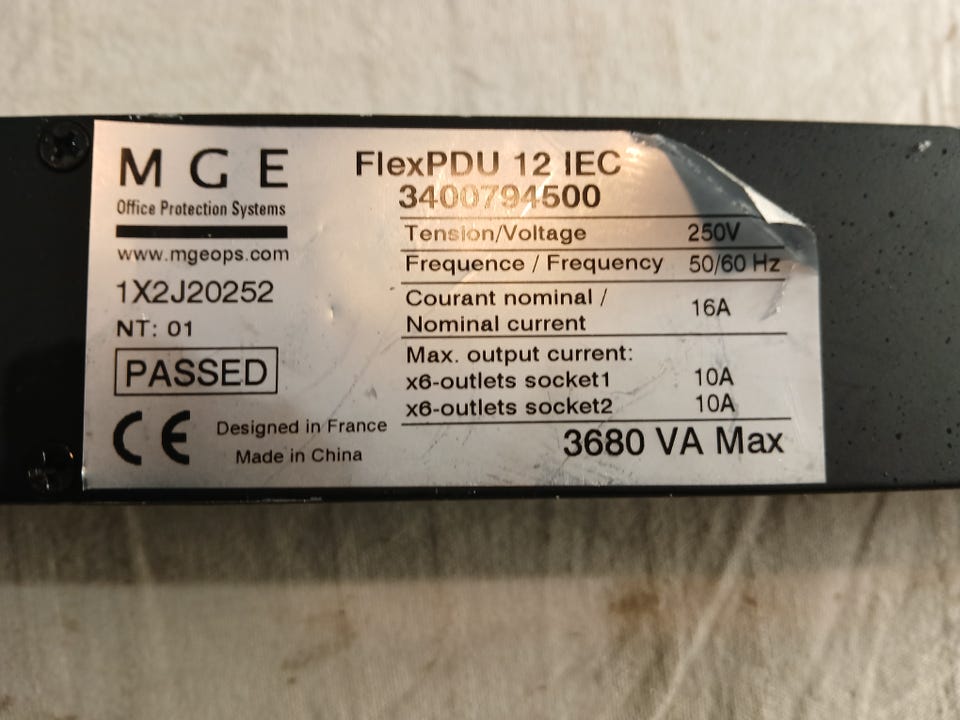 MGE
Office Protection Systems
www.mgeops.com
1X2J20252
NT: 01
PASSED
CE
Designed in France
Made in China
FlexPDU 12 IEC
3400794500
Tension/Voltage 250V
Frequence / Frequency 50/60 Hz
Courant nominal /
Nominal current 16A
Max. output current:
x6-outlets socket1 10A
x6-outlets socket2 10A
3680 VA Max